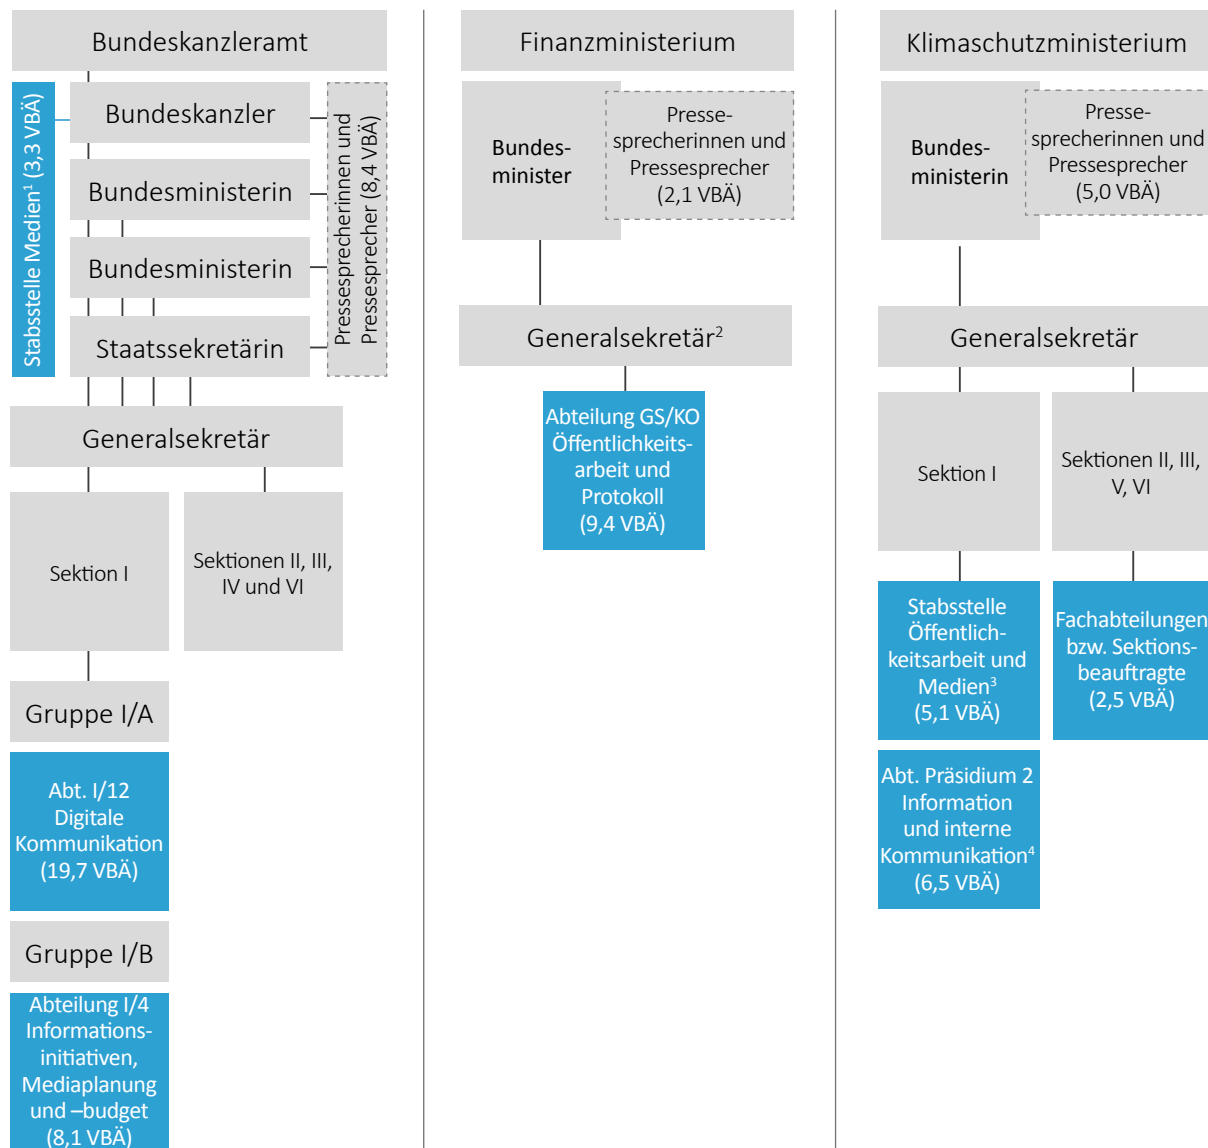 Bundeskanzleramt
Stabsstelle Medien¹ (3,3 VBÄ)
Bundeskanzler
Bundesministerin
Bundesministerin
Staatssekretärin
Pressesprecherinnen und
Pressesprecher (8,4 VBÄ)
Generalsekretär
Sektion I
Sektionen II, III,
IV und VI
Gruppe I/A
Abt. I/12
Digitale
Kommunikation
(19,7 VBÄ)
Gruppe I/B
Abteilung I/4
Informations-
initiativen,
Mediaplanung
und –budget
(8,1 VBÄ)
Finanzministerium
Bundes-
minister
Presse-
sprecherinnen und
Pressesprecher
(2,1 VBÄ)
Generalsekretär²
Abteilung GS/KO
Öffentlichkeits-
arbeit und
Protokoll
(9,4 VBÄ)
Klimaschutzministerium
Bundes-
ministerin
Presse-
sprecherinnen und
Pressesprecher
(5,0 VBÄ)
Generalsekretär
Sektion I
Sektionen II, III,
V, VI
Stabsstelle
Öffentlich-
keitsarbeit und
Medien³
(5,1 VBÄ)
Fachabteilungen
bzw. Sektions-
beauftragte
(2,5 VBÄ)
Abt. Präsidium 2
Information
und interne
Kommunikation⁴
(6,5 VBÄ)